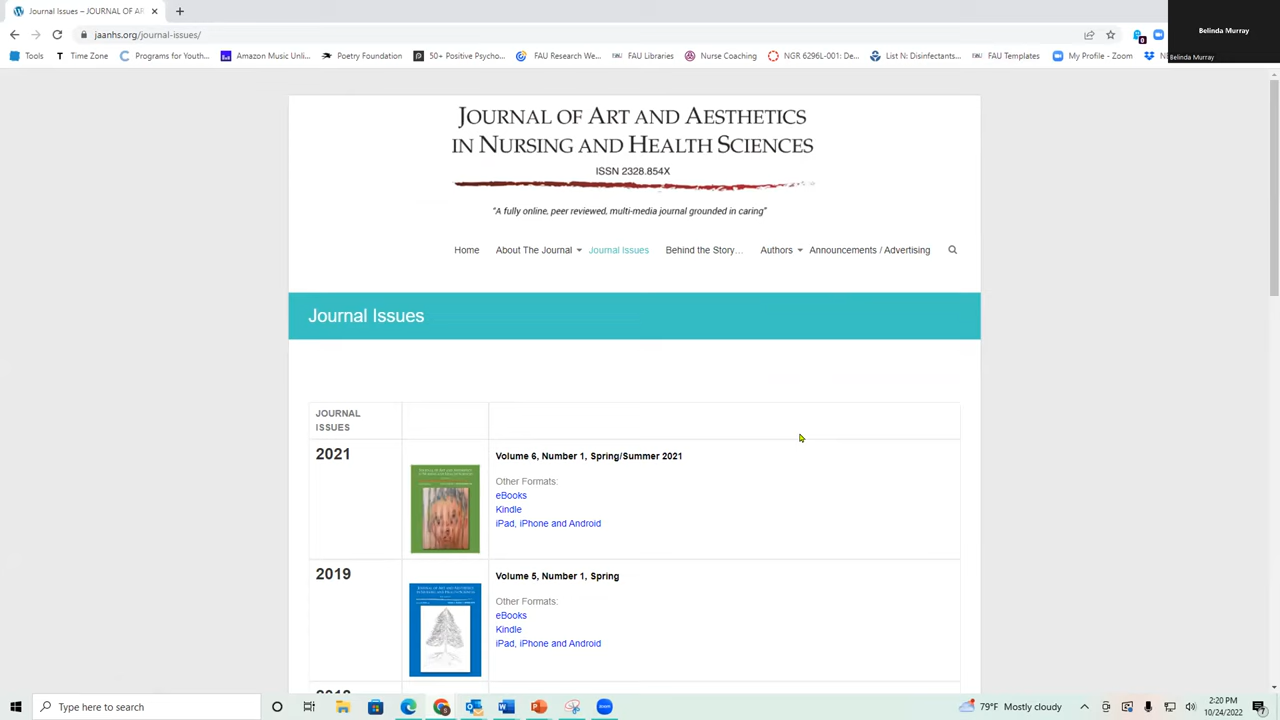 Journal Issues – JOURNAL OF AR
Belinda Murray
jaanhs.org/journal-issues/
Tools
Time Zone
Programs for Youth...
Amazon Music Unli...
Poetry Foundation
50+ Positive Psycho...
FAU Research We...
FAU Libraries
Nurse Coaching
NGR 6296L-001: De...
List N: Disinfectants...
FAU Templates
My Profile - Zoom
Belinda Murray
JOURNAL OF ART AND AESTHETICS
IN NURSING AND HEALTH SCIENCES
ISSN 2328.854X
"A fully online, peer reviewed, multi-media journal grounded in caring"
Home
About The Journal
Journal Issues
Behind the Story...
Authors
Announcements / Advertising
Journal Issues
JOURNAL
ISSUES
2021
Volume 6, Number 1, Spring/Summer 2021
Other Formats:
eBooks
Kindle
iPad, iPhone and Android
2019
Volume 5, Number 1, Spring
Other Formats:
eBooks
Kindle
iPad, iPhone and Android
Type here to search
79°F Mostly cloudy
2:20 PM
10/24/2022